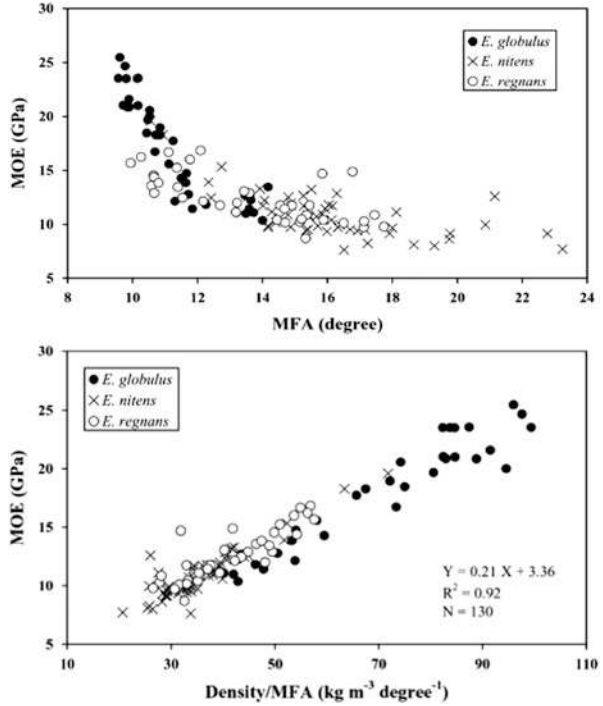 30
25
20
15
10
5
MOE (GPa)
E. globulus
E. nitens
E. regnans
8 10 12 14 16 18 20 22 24
MFA (degree)
30
25
20
15
10
5
MOE (GPa)
E. globulus
E. nitens
E. regnans
Y = 0.21 X + 3.36
R² = 0.92
N = 130
10 30 50 70 90 110
Density/MFA (kg m⁻³ degree⁻¹)